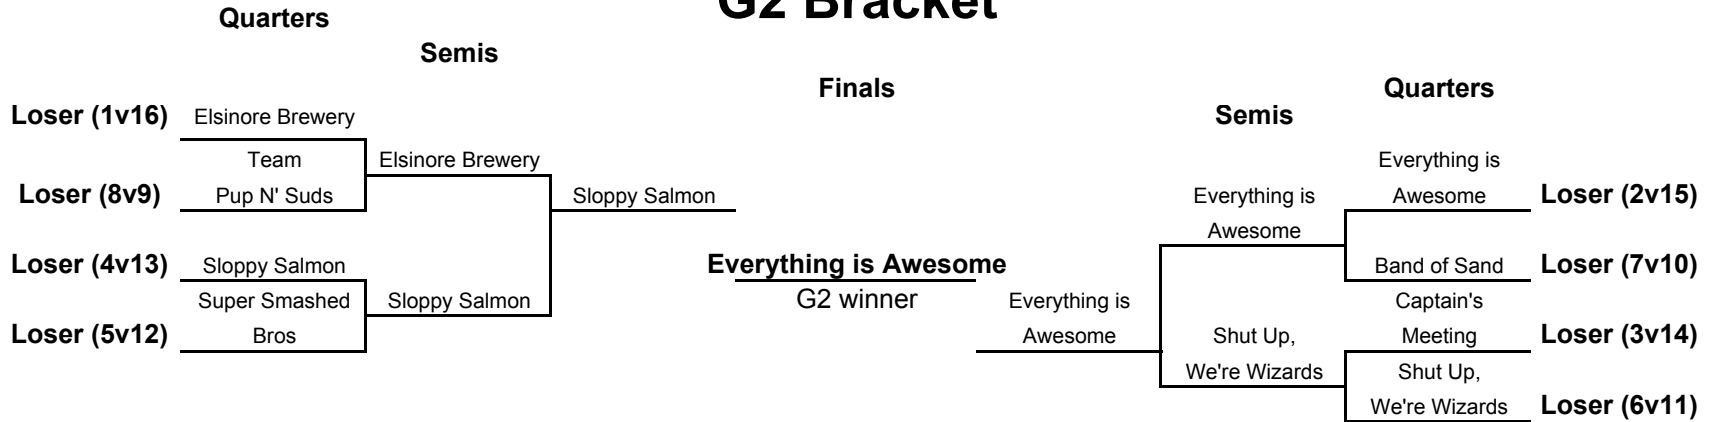 G2 Bracket
Quarters
Semis
Finals
Quarters
Semis
Loser (1v16) Elsinore Brewery
Team
Pup N' Suds
Loser (8v9)
Elsinore Brewery
Sloppy Salmon
Loser (4v13) Sloppy Salmon
Super Smashed
Bros
Loser (5v12)
Sloppy Salmon
Everything is Awesome
G2 winner
Everything is
Awesome
Everything is
Awesome
Shut Up,
We're Wizards
Everything is
Awesome Loser (2v15)
Band of Sand Loser (7v10)
Captain's
Meeting Loser (3v14)
Shut Up,
We're Wizards Loser (6v11)